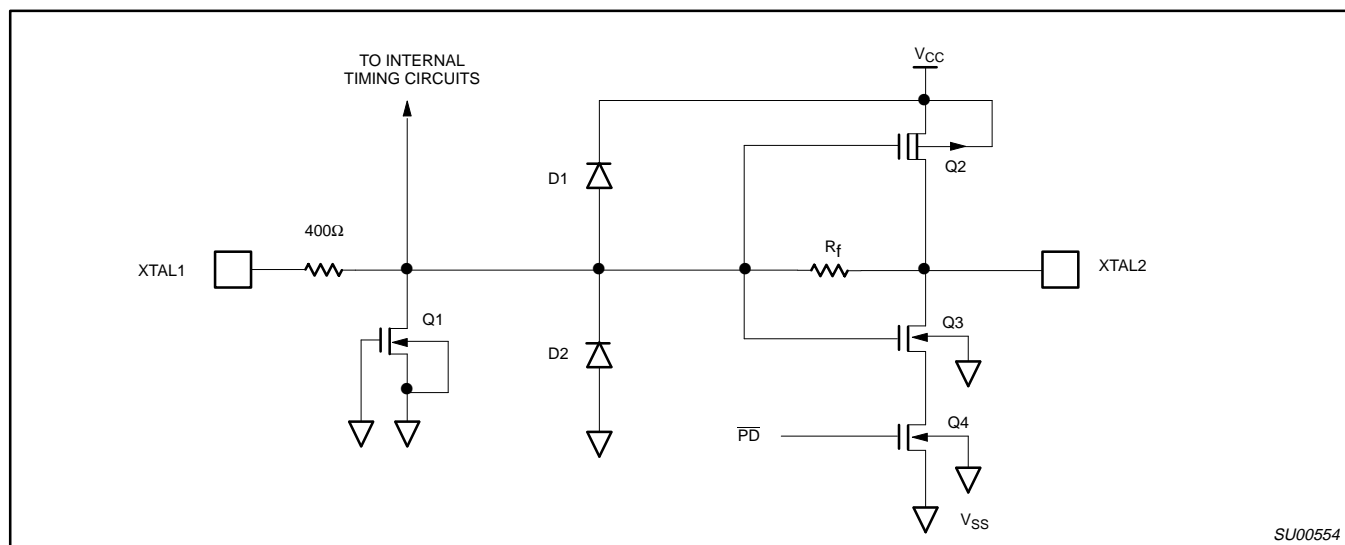 TO INTERNAL
TIMING CIRCUITS
VCC
Q2
D1
400Ω
Rf
XTAL1
XTAL2
Q1
Q3
D2
Q4
PD
VSS
SU00554